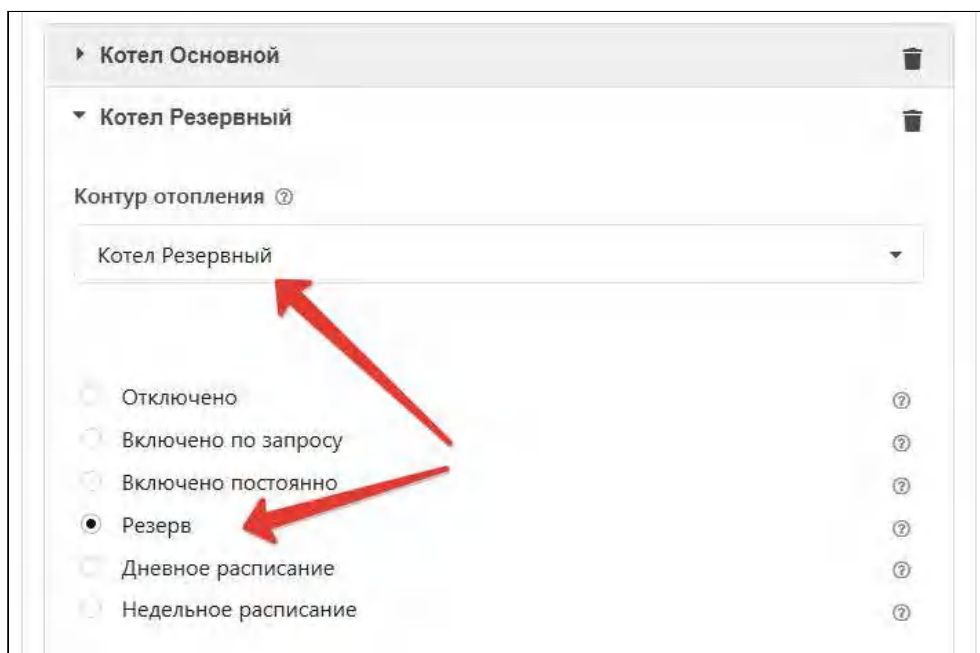 Котел Основной
Котел Резервный
Контур отопления
Котел Резервный
Отключено
Включено по запросу
Включено постоянно
Резерв
Дневное расписание
Недельное расписание